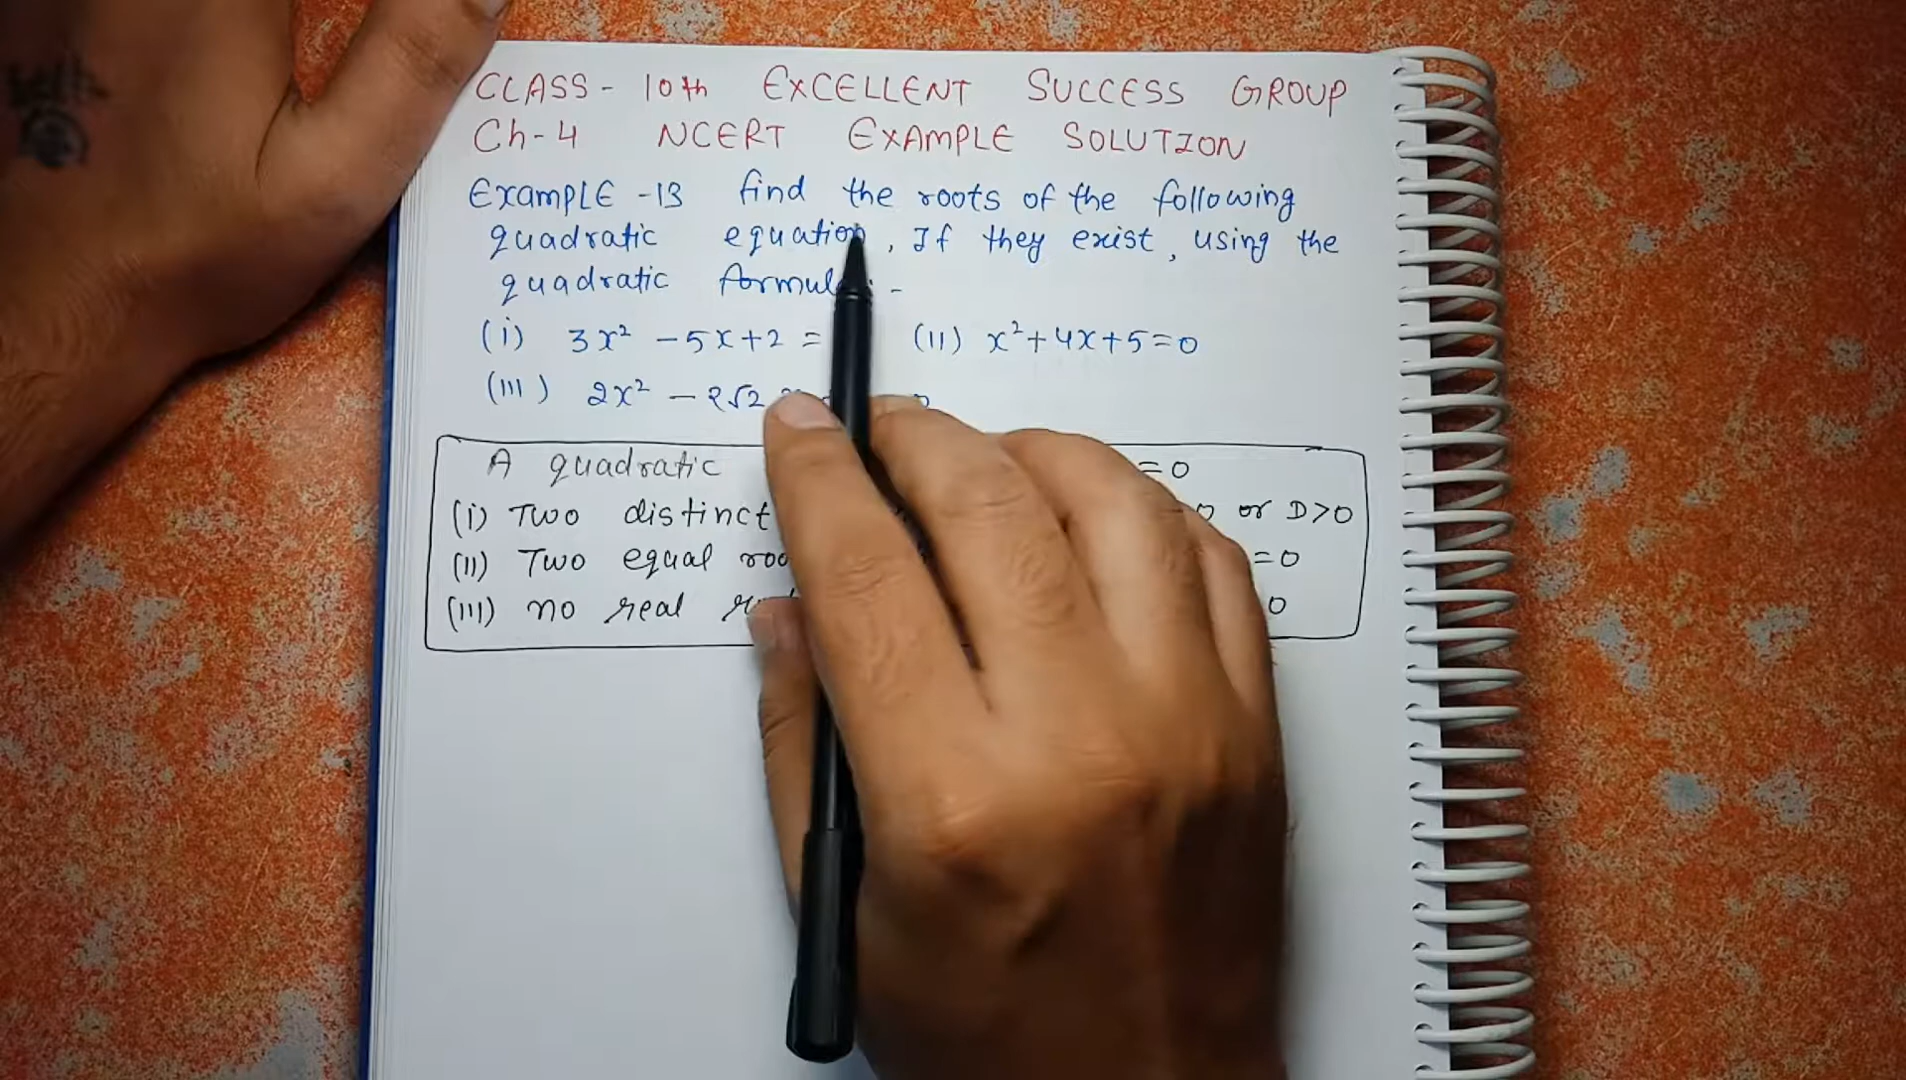 CLASS - 10th EXCELLENT SUCCESS GROUP
Ch-4 NCERT EXAMPLE SOLUTION
Example -13 find the roots of the following
quadratic equation, If they exist, using the
quadratic :-
(i) 3x² - 5x + 2 = (ii) x² + 4x + 5 = 0
(iii) 2x² - 2√2
A quadratic = 0
(i) Two distinct or D>0
(ii) Two equal = 0
(iii) no real 0